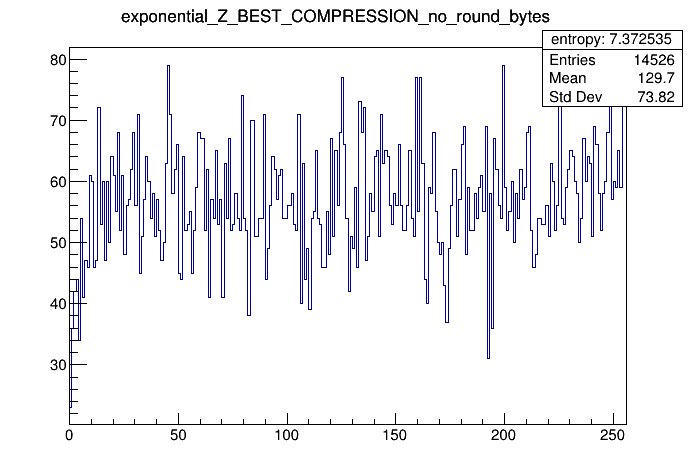 exponential_Z_BEST_COMPRESSION_no_round_bytes
entropy: 7.372535
Entries 14526
Mean 129.7
Std Dev 73.82
80
70
60
50
40
30
0 50 100 150 200 250